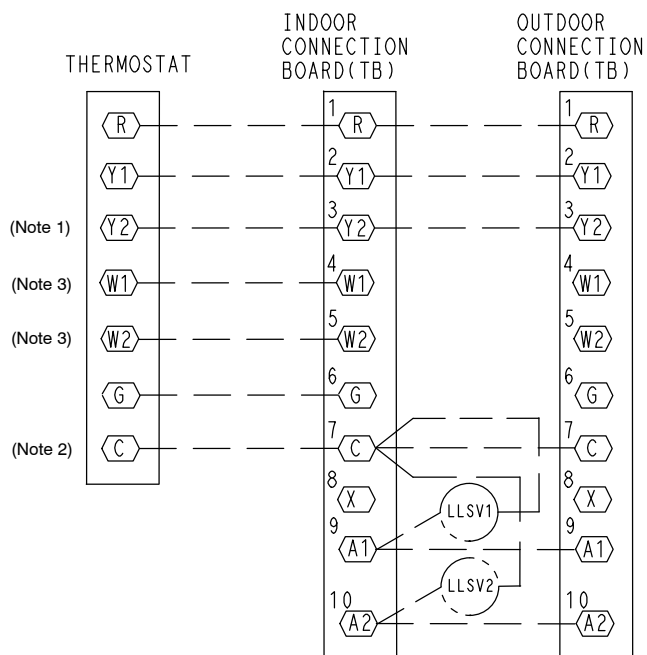 INDOOR
CONNECTION
BOARD(TB)
OUTDOOR
CONNECTION
BOARD(TB)
THERMOSTAT
R 1 R 1 R
Y1 2 Y1 2 Y1
(Note 1) Y2 3 Y2 3 Y2
(Note 3) W1 4 W1 4 W1
(Note 3) W2 5 W2 5 W2
G 6 G 6 G
(Note 2) C 7 C 7 C
8 X 8 X
LLSV1
9 A1 9 A1
LLSV2
10 A2 10 A2